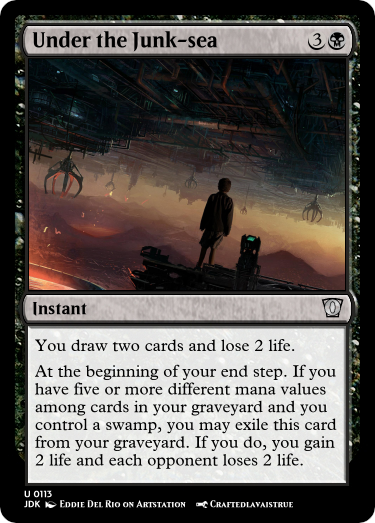 Under the Junk-sea 3
Instant
You draw two cards and lose 2 life.
At the beginning of your end step. If you
have five or more different mana values
among cards in your graveyard and you
control a swamp, you may exile this card
from your graveyard. If you do, you gain
2 life and each opponent loses 2 life.
U 0113
JDK Eddie Del Rio on Artstation Craftedlavaistrue